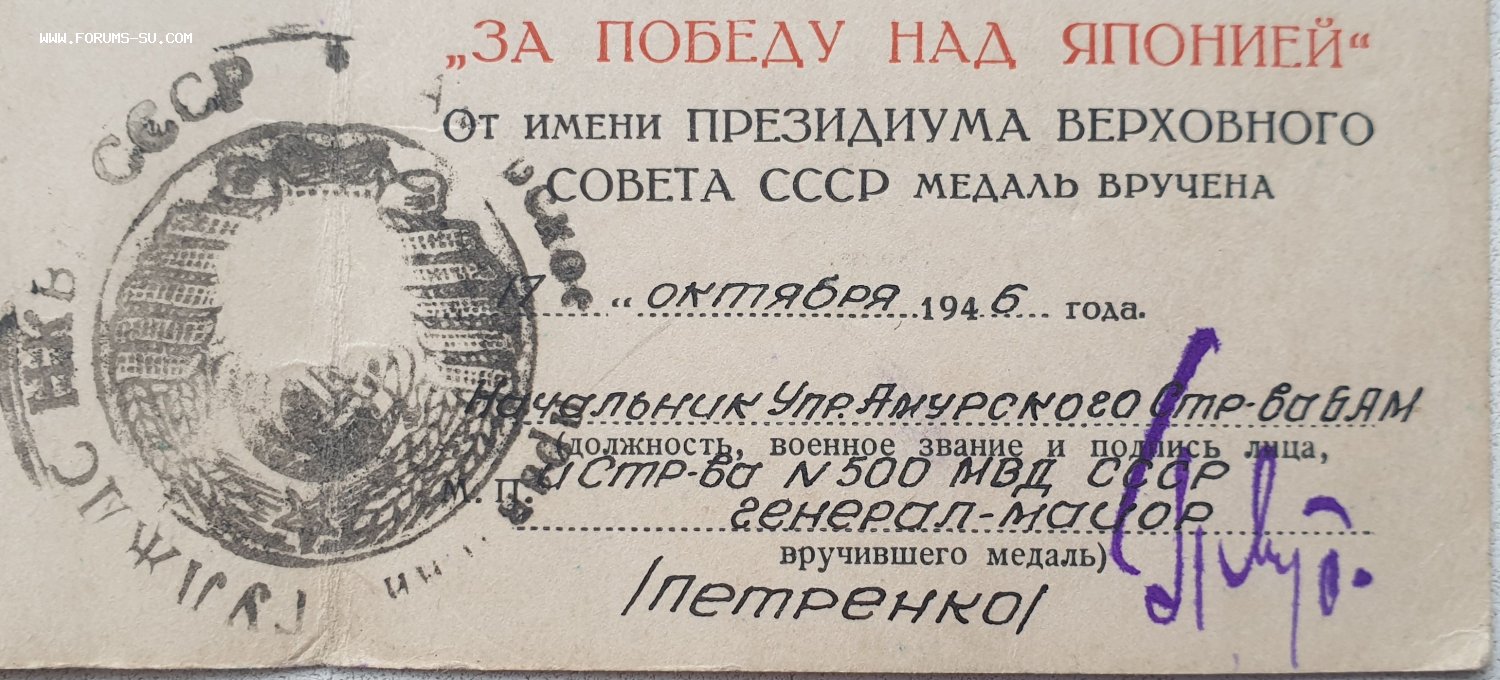 WWW.FORUMS-SU.COM
„ЗА ПОБЕДУ НАД ЯПОНИЕЙ“
От имени ПРЕЗИДИУМА ВЕРХОВНОГО
СОВЕТА СССР МЕДАЛЬ ВРУЧЕНА
17 “ октября 1946 года.
Начальник Упр. Амурского Стр-ва БАМ
(должность, военное звание и подпись лица,
и Стр-ва N 500 МВД СССР
М. П.
генерал-майор
вручившего медаль)
/Петренко/
СССР